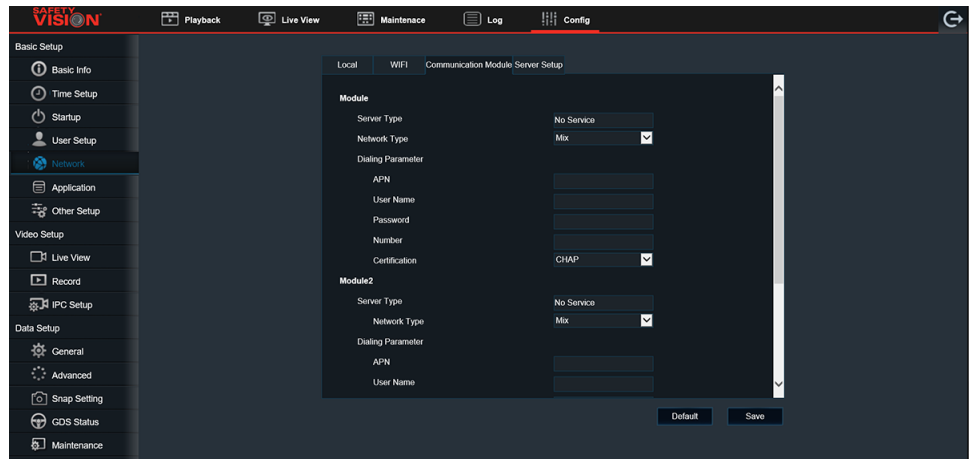 SAFETY
VISION
Playback Live View Maintenace Log Config
Basic Setup
Basic Info
Time Setup
Startup
User Setup
Network
Application
Other Setup
Video Setup
Live View
Record
IPC Setup
Data Setup
General
Advanced
Snap Setting
GDS Status
Maintenance
Local WIFI Communication Module Server Setup
Module
Server Type No Service
Network Type Mix
Dialing Parameter
APN
User Name
Password
Number
Certification CHAP
Module2
Server Type No Service
Network Type Mix
Dialing Parameter
APN
User Name
Default Save